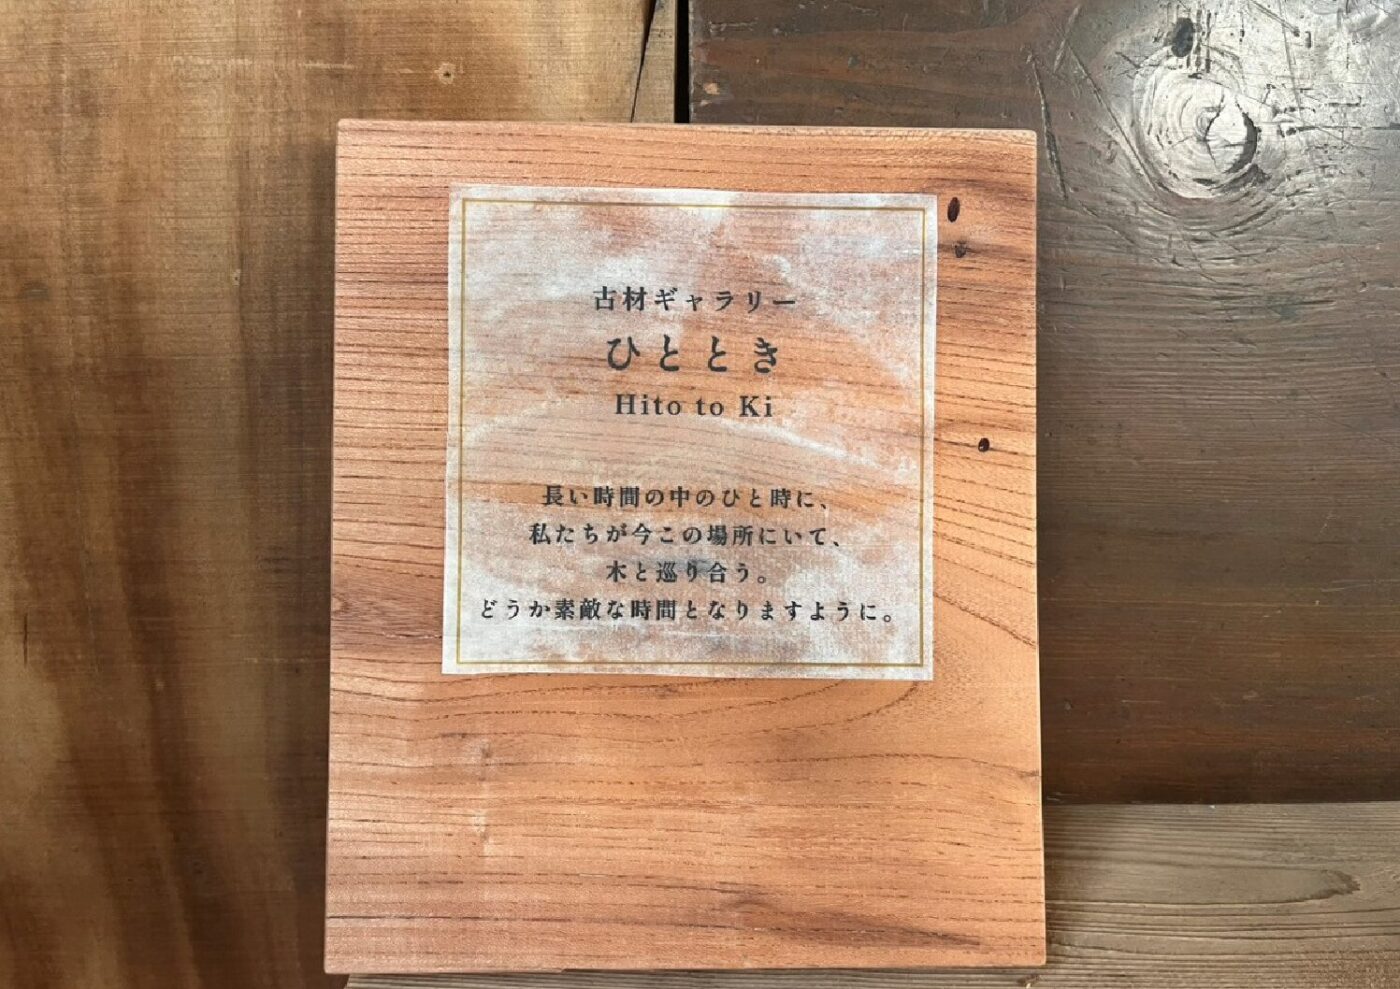 古材ギャラリー
ひととき
Hito to Ki
長い時間の中のひと時に、
私たちが今この場所にいて、
木と巡り合う。
どうか素敵な時間となりますように。